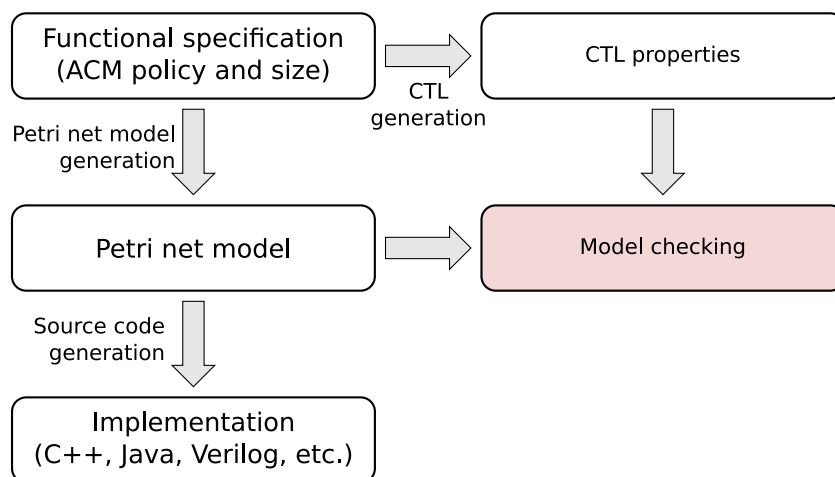 Functional specification
(ACM policy and size)
CTL properties
CTL
generation
Petri net model
generation
Petri net model
Model checking
Source code
generation
Implementation
(C++, Java, Verilog, etc.)